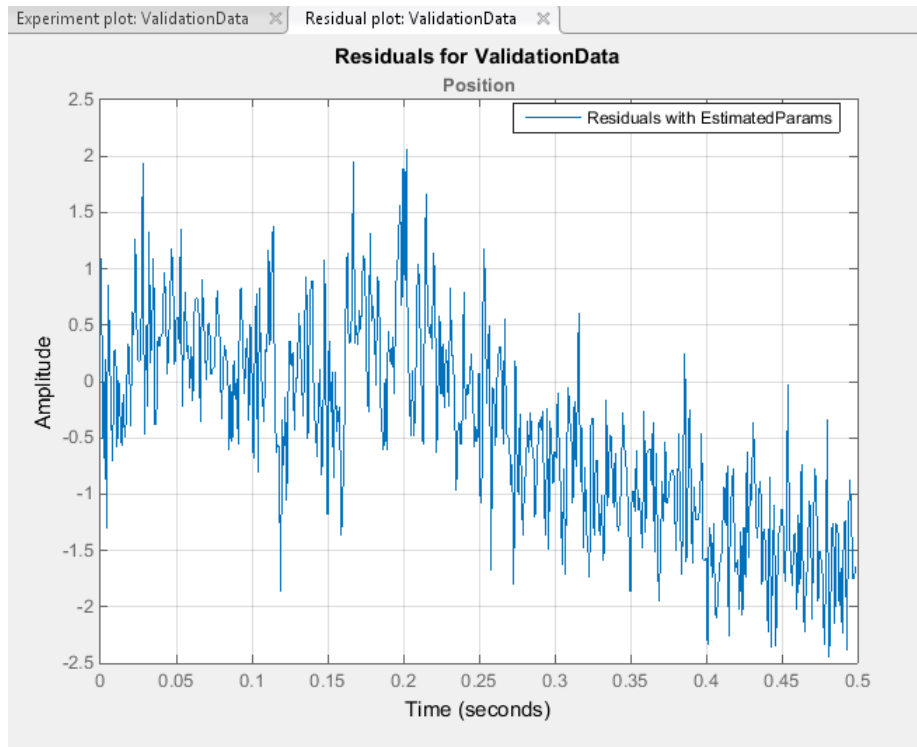 Experiment plot: ValidationData
Residual plot: ValidationData
Residuals for ValidationData
Position
Residuals with EstimatedParams
2.5
2
1.5
1
0.5
0
-0.5
-1
-1.5
-2
-2.5
Amplitude
0 0.05 0.1 0.15 0.2 0.25 0.3 0.35 0.4 0.45 0.5
Time (seconds)